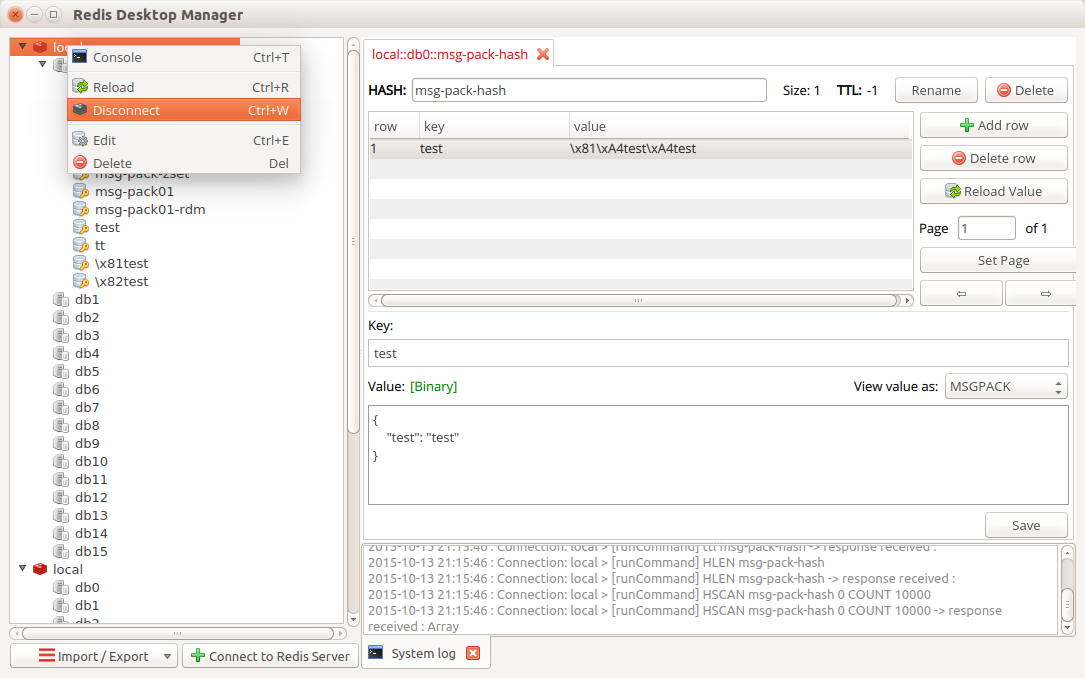 Redis Desktop Manager
local
Console Ctrl+T
Reload Ctrl+R
Disconnect Ctrl+W
Edit Ctrl+E
Delete Del
msg-pack-zset
msg-pack01
msg-pack01-rdm
test
tt
\x81test
\x82test
db1
db2
db3
db4
db5
db6
db7
db8
db9
db10
db11
db12
db13
db14
db15
local
db0
db1
db2
Import / Export
Connect to Redis Server
local::db0::msg-pack-hash
HASH: msg-pack-hash Size: 1 TTL: -1 Rename Delete
row key value
1 test \x81\xA4test\xA4test
Add row
Delete row
Reload Value
Page 1 of 1
Set Page
⇦ ⇨
Key:
test
Value: [Binary] View value as: MSGPACK
{
"test": "test"
}
Save
2015-10-13 21:15:46 : Connection: local > [runCommand] ttl msg-pack-hash -> response received :
2015-10-13 21:15:46 : Connection: local > [runCommand] HLEN msg-pack-hash
2015-10-13 21:15:46 : Connection: local > [runCommand] HLEN msg-pack-hash -> response received :
2015-10-13 21:15:46 : Connection: local > [runCommand] HSCAN msg-pack-hash 0 COUNT 10000
2015-10-13 21:15:46 : Connection: local > [runCommand] HSCAN msg-pack-hash 0 COUNT 10000 -> response
received : Array
System log